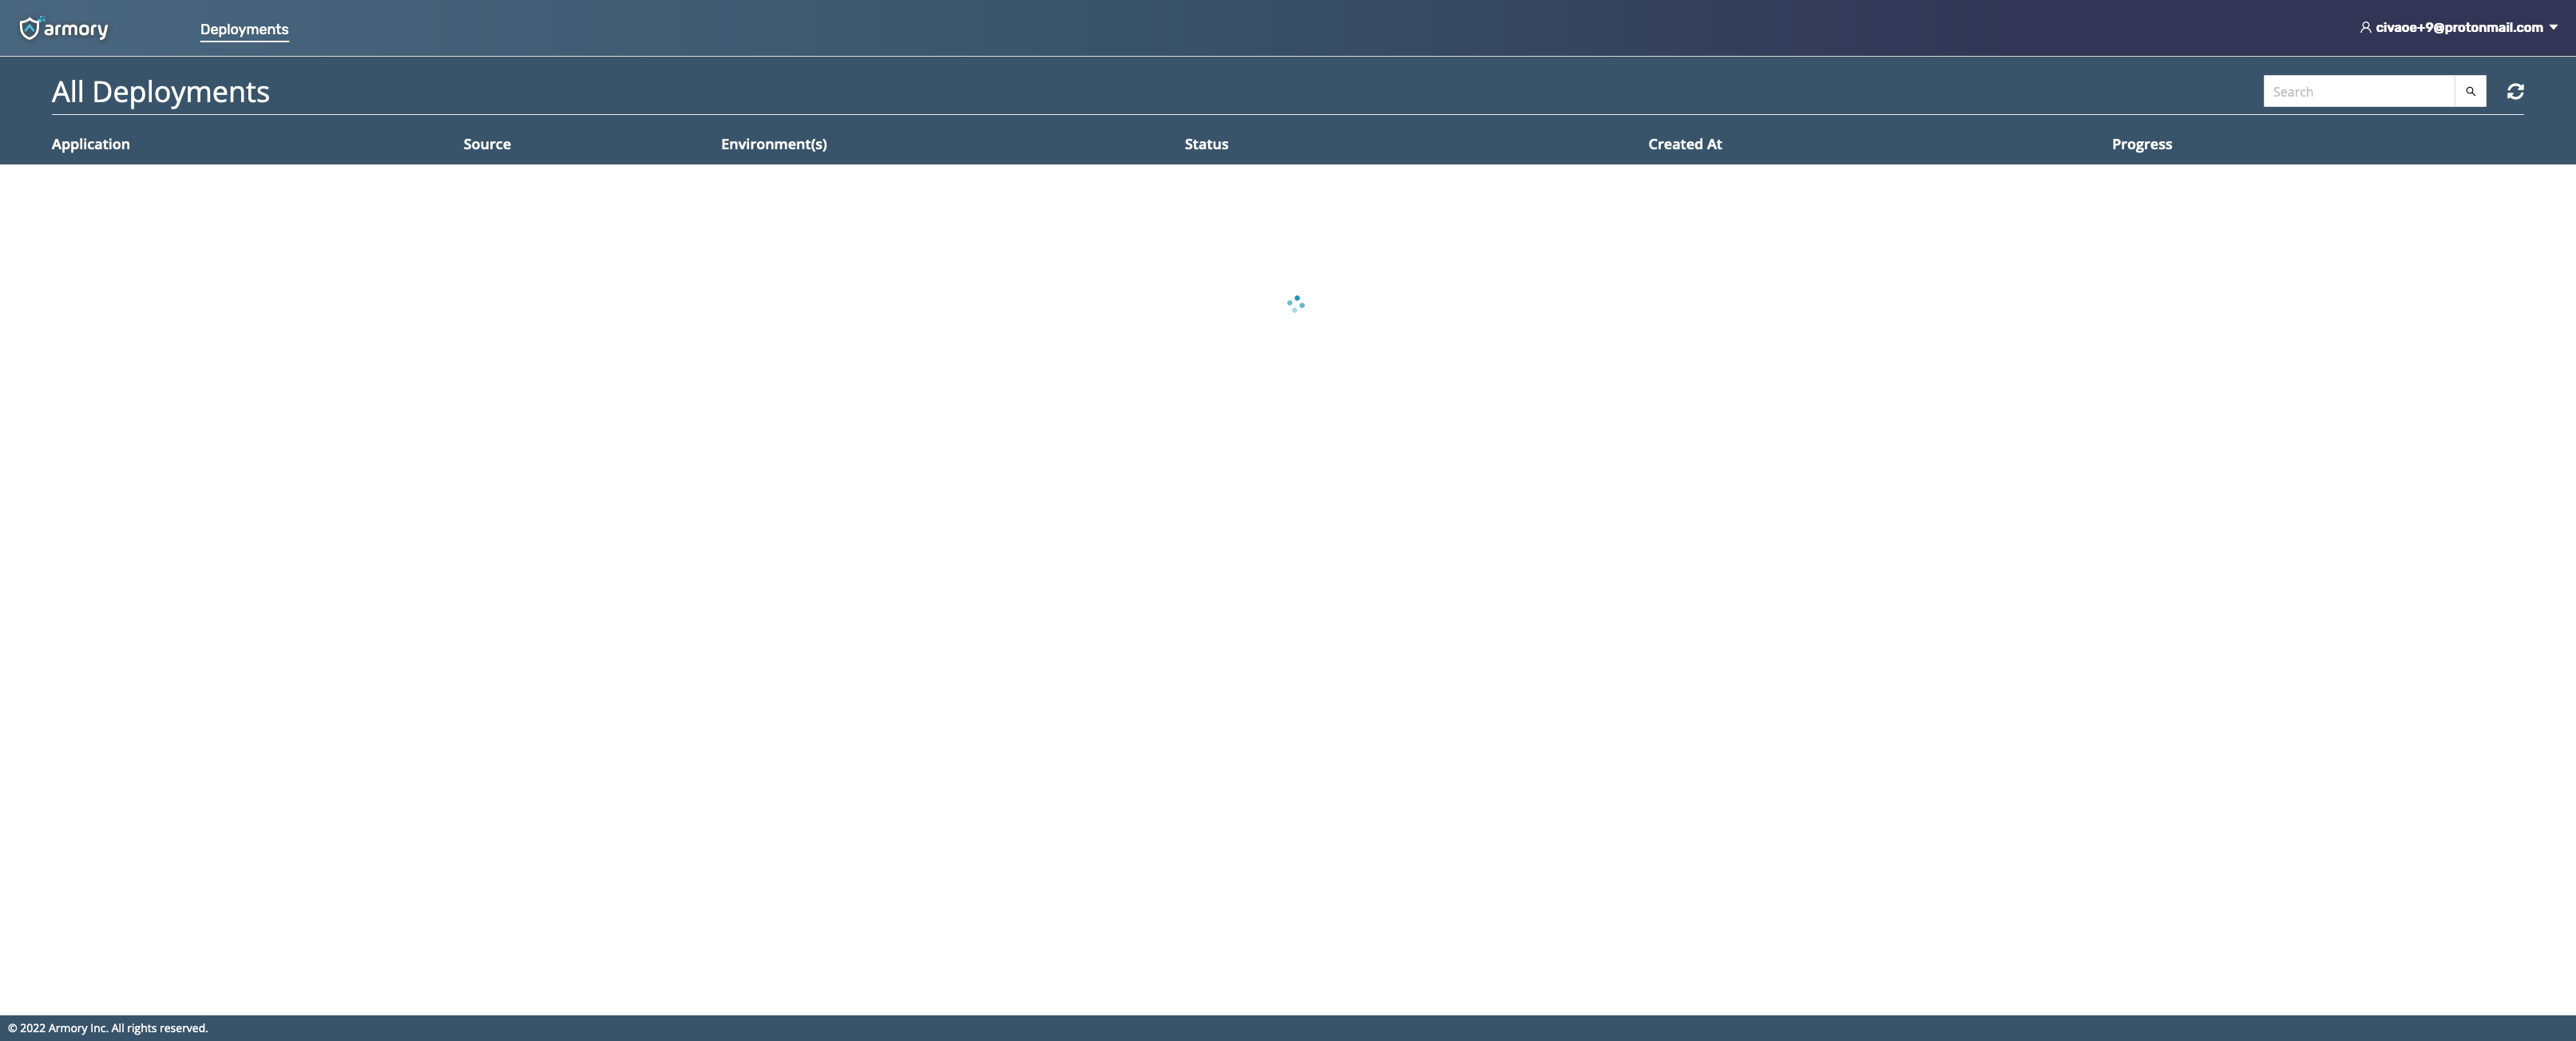 armory
Deployments
civaoe+9@protonmail.com
All Deployments
Search
Application Source Environment(s) Status Created At Progress
© 2022 Armory Inc. All rights reserved.